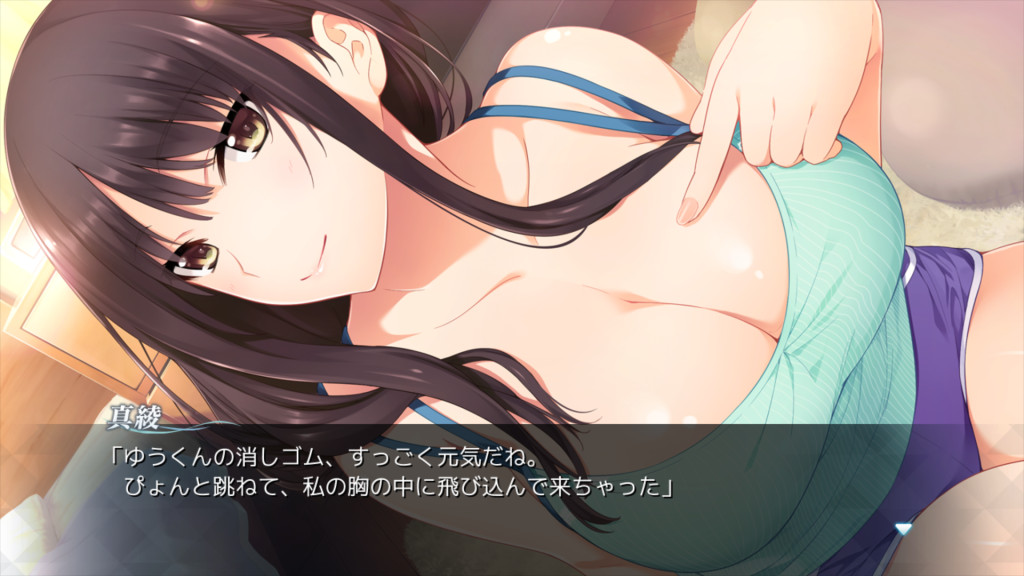 真綾
「ゆうくんの消しゴム、すっごく元気だね。
ぴょんと跳ねて、私の胸の中に飛び込んで来ちゃった」